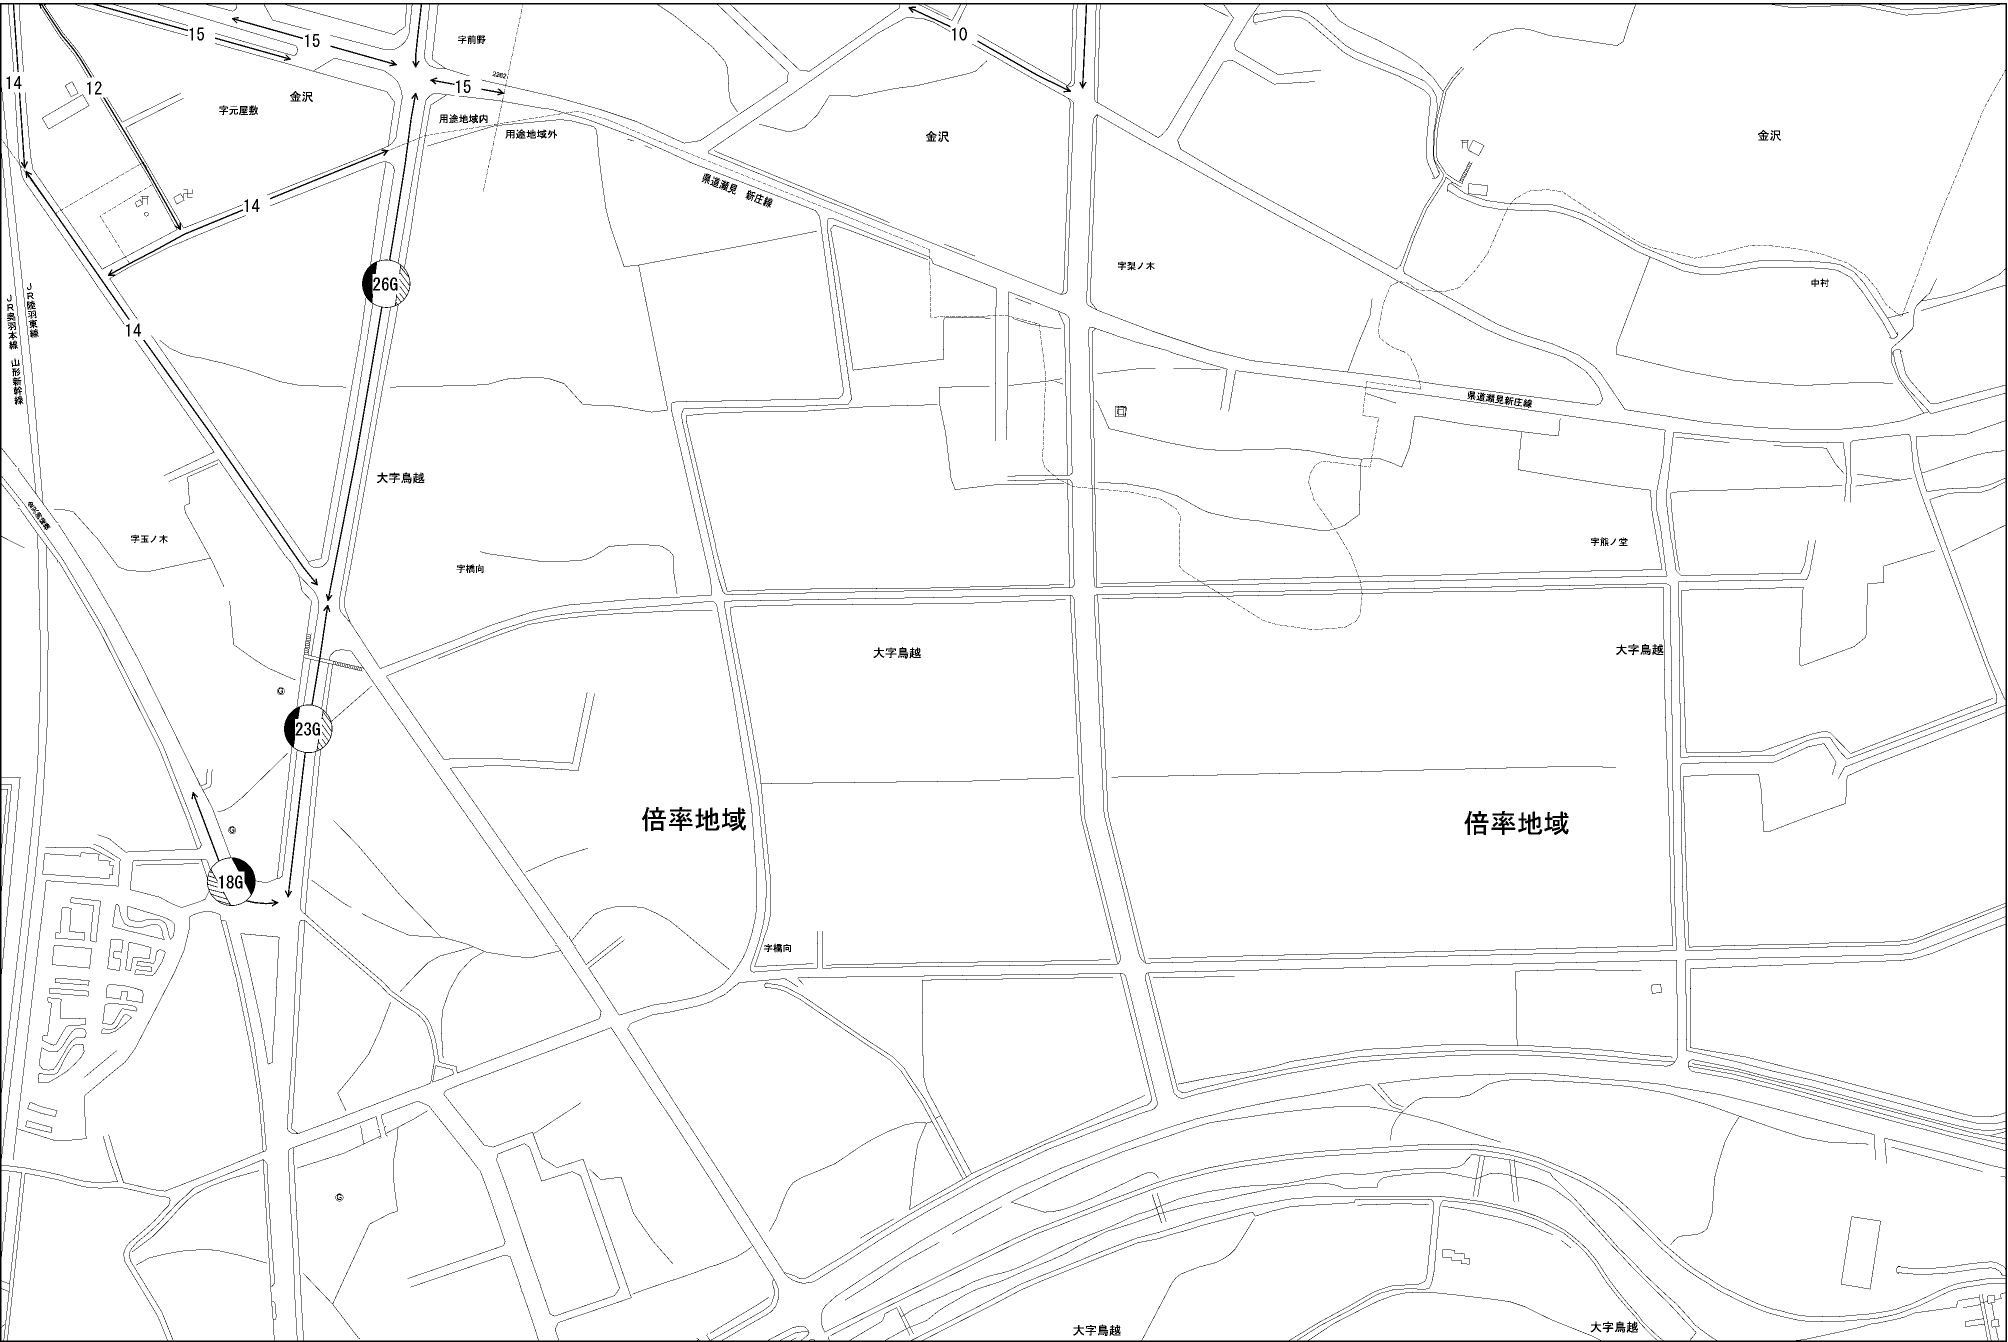 15
15
10
字前野
2262
14
12
15
金沢
字元屋敷
用途地域内
用途地域外
金沢
金沢
県道瀬見 新庄線
14
字梨ノ木
26G
中村
JR陸羽東線
JR奥羽本線 山形新幹線
14
県道瀬見新庄線
大字鳥越
字玉ノ木
字熊ノ堂
字橋向
大字鳥越
大字鳥越
G
23G
倍率地域
倍率地域
G
18G
字橋向
G
大字鳥越
大字鳥越